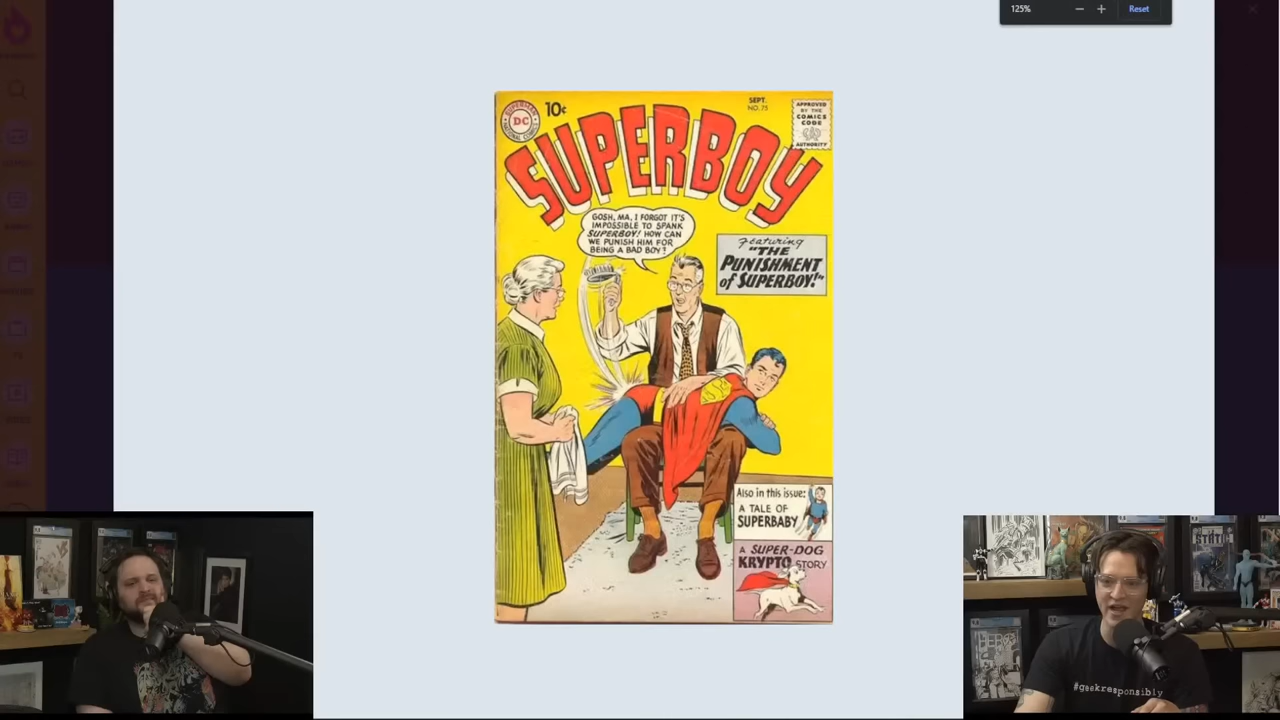 125%
Reset
SUPERMAN
DC
NATIONAL COMICS
10¢
SEPT.
NO. 75
APPROVED
BY THE
COMICS
CODE
AUTHORITY
SUPERBOY
GOSH, MA, I FORGOT IT'S
IMPOSSIBLE TO SPANK
SUPERBOY! HOW CAN
WE PUNISH HIM FOR
BEING A BAD BOY?
Featuring
"THE
PUNISHMENT
of SUPERBOY!"
Also in this issue:
A TALE OF
SUPERBABY
A SUPER-DOG
KRYPTO STORY
#geekresponsibly